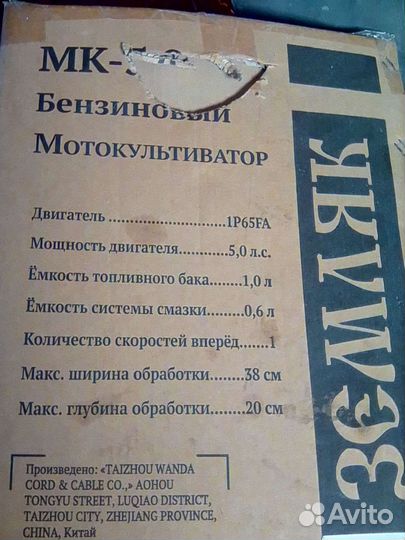 МК-5
Бензиновый
Мотокультиватор
Двигатель ......................1P65FA
Мощность двигателя.........5,0 л.с.
Ёмкость топливного бака......1,0 л
Ёмкость системы смазки.......0,6 л
Количество скоростей вперёд......1
Макс. ширина обработки.......38 см
Макс. глубина обработки.......20 см
Произведено: «TAIZHOU WANDA
CORD & CABLE CO.,» AOHOU
TONGYU STREET, LUQIAO DISTRICT,
TAIZHOU CITY, ZHEJIANG PROVINCE,
CHINA, Китай
ЗЕМЛЯК
Avito